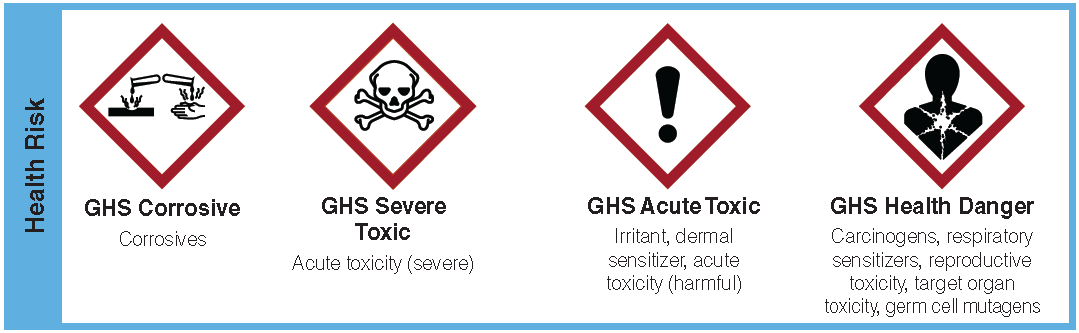 Health Risk
GHS Corrosive
Corrosives
GHS Severe
Toxic
Acute toxicity (severe)
GHS Acute Toxic
Irritant, dermal
sensitizer, acute
toxicity (harmful)
GHS Health Danger
Carcinogens, respiratory
sensitizers, reproductive
toxicity, target organ
toxicity, germ cell mutagens